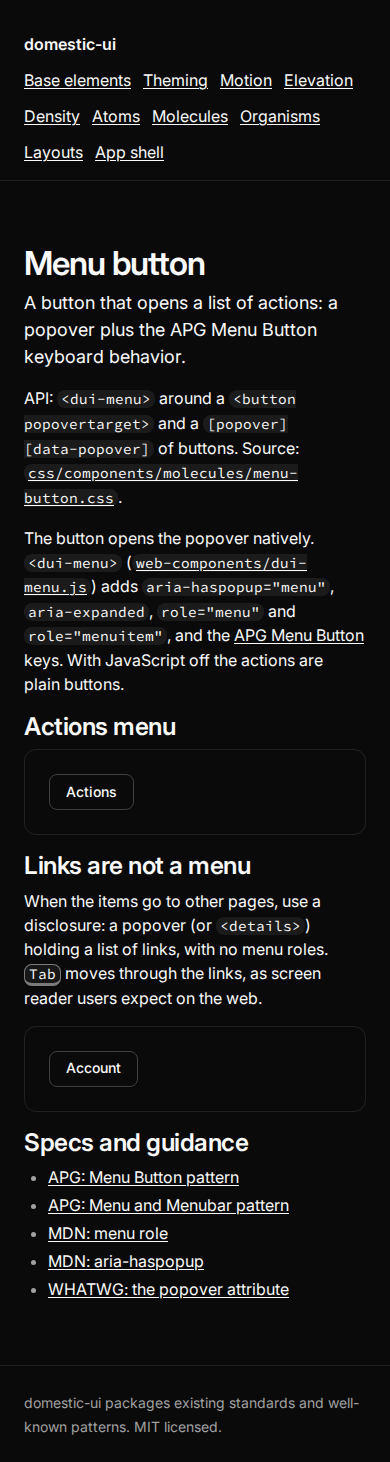 domestic-ui
Base elements Theming Motion Elevation
Density Atoms Molecules Organisms
Layouts App shell
Menu button
A button that opens a list of actions: a
popover plus the APG Menu Button
keyboard behavior.
API: <dui-menu> around a <button
popovertarget> and a [popover]
[data-popover] of buttons. Source:
css/components/molecules/menu-
button.css.
The button opens the popover natively.
<dui-menu> (web-components/dui-
menu.js) adds aria-haspopup="menu",
aria-expanded, role="menu" and
role="menuitem", and the APG Menu Button
keys. With JavaScript off the actions are
plain buttons.
Actions menu
Actions
Links are not a menu
When the items go to other pages, use a
disclosure: a popover (or <details>)
holding a list of links, with no menu roles.
Tab moves through the links, as screen
reader users expect on the web.
Account
Specs and guidance
APG: Menu Button pattern
APG: Menu and Menubar pattern
MDN: menu role
MDN: aria-haspopup
WHATWG: the popover attribute
domestic-ui packages existing standards and well-
known patterns. MIT licensed.